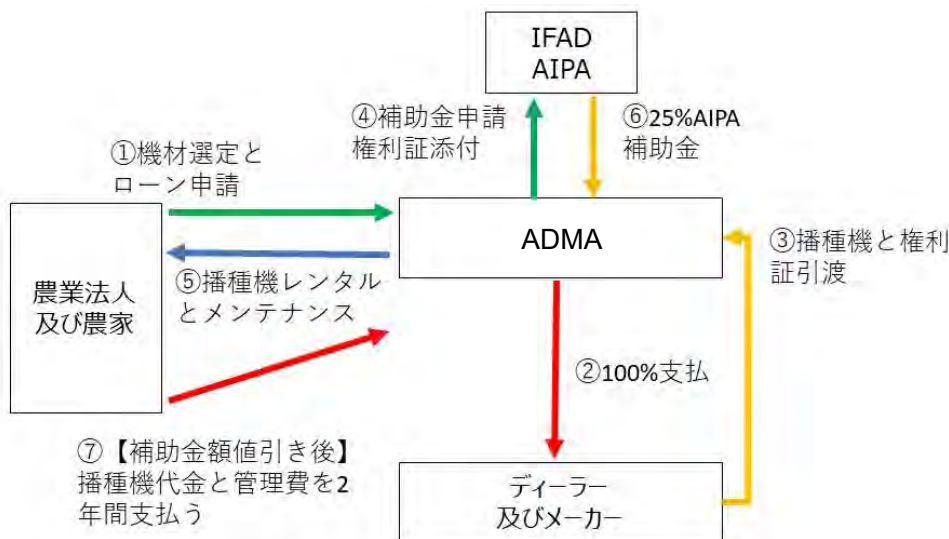 IFAD
AIPA
④補助金申請
権利証添付
⑥25%AIPA
補助金
①機材選定と
ローン申請
ADMA
③播種機と権利
証引渡
農業法人
及び農家
⑤播種機レンタル
とメンテナンス
②100%支払
⑦【補助金額値引き後】
播種機代金と管理費を2
年間支払う
ディーラー
及びメーカー